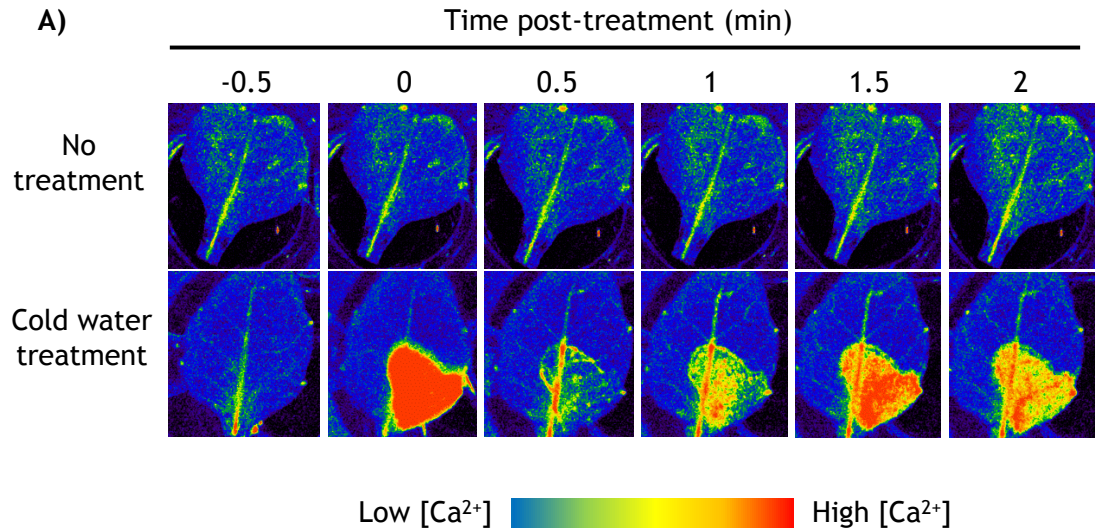 A)
Time post-treatment (min)
-0.5 0 0.5 1 1.5 2
No
treatment
Cold water
treatment
Low [Ca²⁺] High [Ca²⁺]